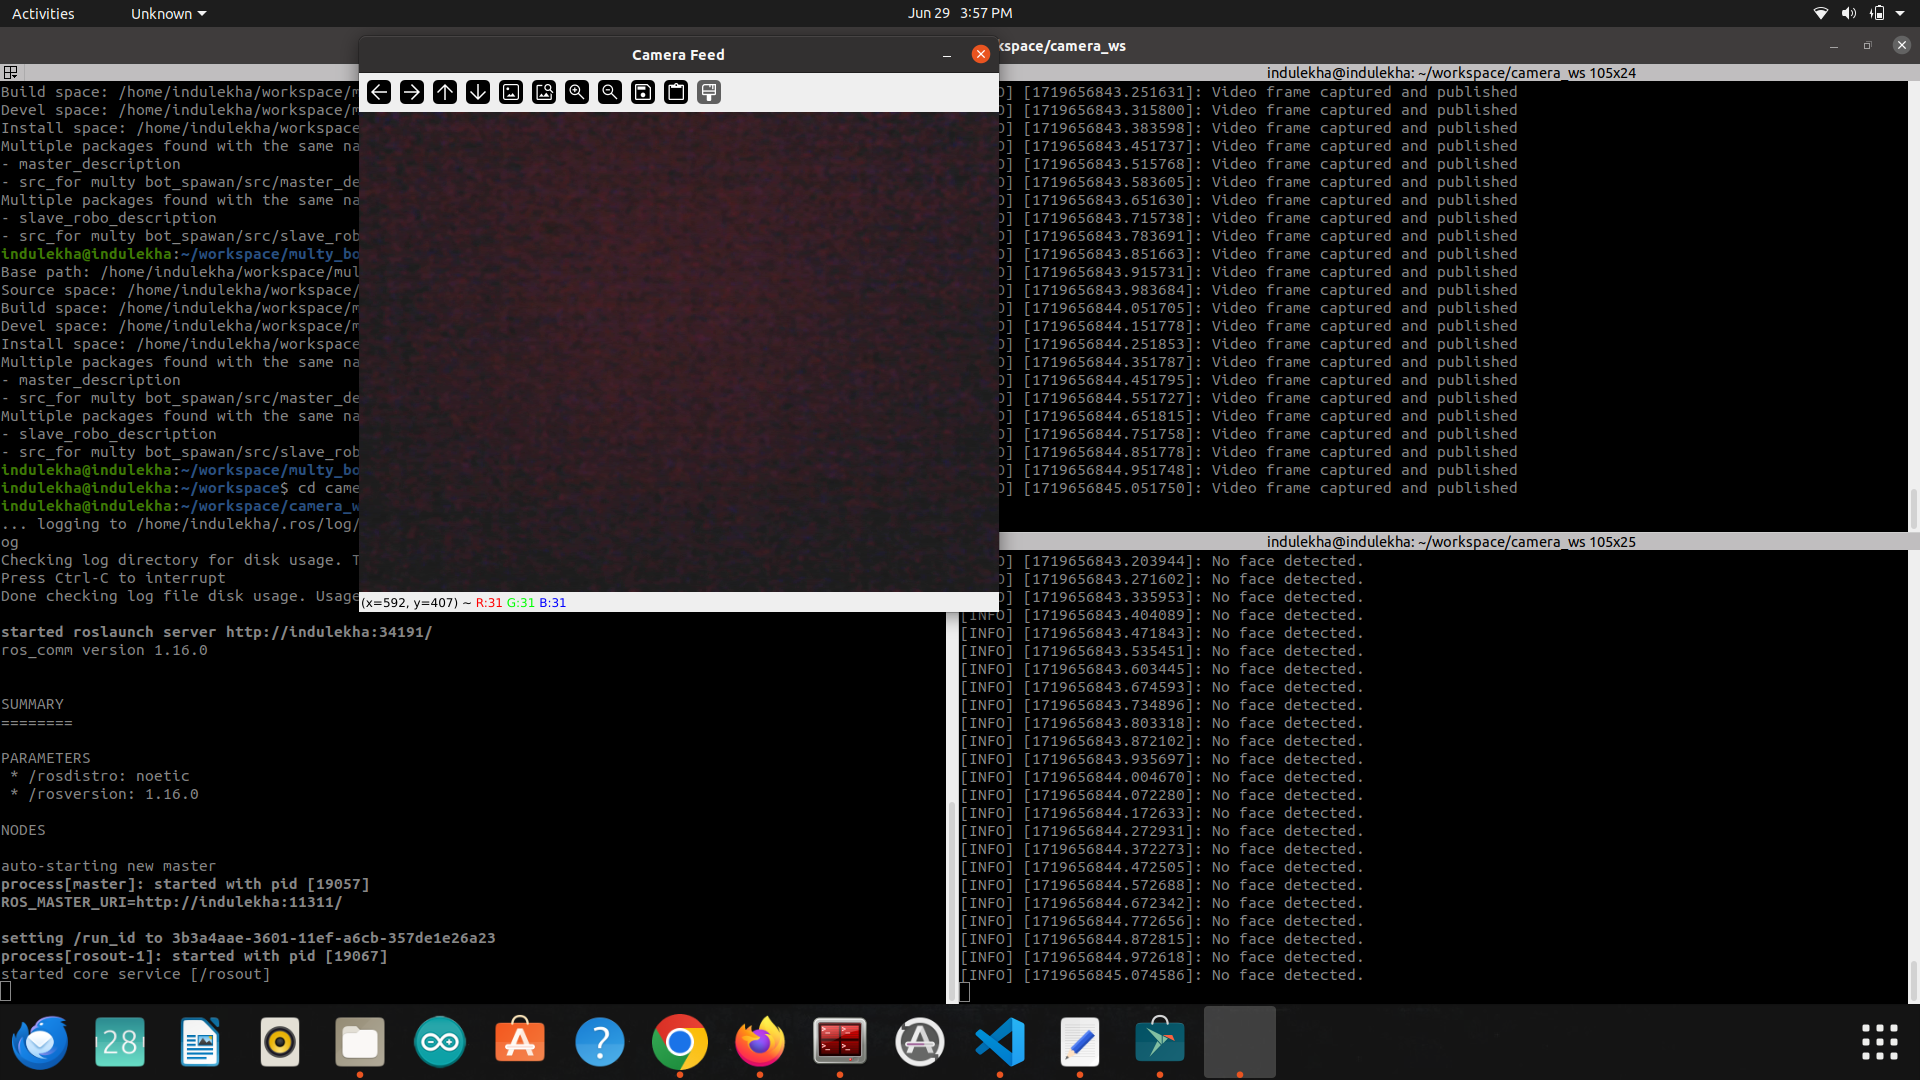 Activities
Unknown
Jun 29 3:57 PM
kspace/camera_ws
Camera Feed
(x=592, y=407) ~ R:31 G:31 B:31
Build space: /home/indulekha/workspace/m
Devel space: /home/indulekha/workspace/m
Install space: /home/indulekha/workspace
Multiple packages found with the same na
- master_description
- src_for multy bot_spawan/src/master_de
Multiple packages found with the same na
- slave_robo_description
- src_for multy bot_spawan/src/slave_rob
indulekha@indulekha:~/workspace/multy_bo
Base path: /home/indulekha/workspace/mul
Source space: /home/indulekha/workspace/
Build space: /home/indulekha/workspace/m
Devel space: /home/indulekha/workspace/m
Install space: /home/indulekha/workspace
Multiple packages found with the same na
- master_description
- src_for multy bot_spawan/src/master_de
Multiple packages found with the same na
- slave_robo_description
- src_for multy bot_spawan/src/slave_rob
indulekha@indulekha:~/workspace/multy_bo
indulekha@indulekha:~/workspace$ cd came
indulekha@indulekha:~/workspace/camera_w
... logging to /home/indulekha/.ros/log/
og
Checking log directory for disk usage. T
Press Ctrl-C to interrupt
Done checking log file disk usage. Usage
started roslaunch server http://indulekha:34191/
ros_comm version 1.16.0
SUMMARY
========
PARAMETERS
* /rosdistro: noetic
* /rosversion: 1.16.0
NODES
auto-starting new master
process[master]: started with pid [19057]
ROS_MASTER_URI=http://indulekha:11311/
setting /run_id to 3b3a4aae-3601-11ef-a6cb-357de1e26a23
process[rosout-1]: started with pid [19067]
started core service [/rosout]
indulekha@indulekha: ~/workspace/camera_ws 105x24
O] [1719656843.251631]: Video frame captured and published
O] [1719656843.315800]: Video frame captured and published
O] [1719656843.383598]: Video frame captured and published
O] [1719656843.451737]: Video frame captured and published
O] [1719656843.515768]: Video frame captured and published
O] [1719656843.583605]: Video frame captured and published
O] [1719656843.651630]: Video frame captured and published
O] [1719656843.715738]: Video frame captured and published
O] [1719656843.783691]: Video frame captured and published
O] [1719656843.851663]: Video frame captured and published
O] [1719656843.915731]: Video frame captured and published
O] [1719656843.983684]: Video frame captured and published
O] [1719656844.051705]: Video frame captured and published
O] [1719656844.151778]: Video frame captured and published
O] [1719656844.251853]: Video frame captured and published
O] [1719656844.351787]: Video frame captured and published
O] [1719656844.451795]: Video frame captured and published
O] [1719656844.551727]: Video frame captured and published
O] [1719656844.651815]: Video frame captured and published
O] [1719656844.751758]: Video frame captured and published
O] [1719656844.851778]: Video frame captured and published
O] [1719656844.951748]: Video frame captured and published
O] [1719656845.051750]: Video frame captured and published
indulekha@indulekha: ~/workspace/camera_ws 105x25
O] [1719656843.203944]: No face detected.
O] [1719656843.271602]: No face detected.
O] [1719656843.335953]: No face detected.
[INFO] [1719656843.404089]: No face detected.
[INFO] [1719656843.471843]: No face detected.
[INFO] [1719656843.535451]: No face detected.
[INFO] [1719656843.603445]: No face detected.
[INFO] [1719656843.674593]: No face detected.
[INFO] [1719656843.734896]: No face detected.
[INFO] [1719656843.803318]: No face detected.
[INFO] [1719656843.872102]: No face detected.
[INFO] [1719656843.935697]: No face detected.
[INFO] [1719656844.004670]: No face detected.
[INFO] [1719656844.072280]: No face detected.
[INFO] [1719656844.172633]: No face detected.
[INFO] [1719656844.272931]: No face detected.
[INFO] [1719656844.372273]: No face detected.
[INFO] [1719656844.472505]: No face detected.
[INFO] [1719656844.572688]: No face detected.
[INFO] [1719656844.672342]: No face detected.
[INFO] [1719656844.772656]: No face detected.
[INFO] [1719656844.872815]: No face detected.
[INFO] [1719656844.972618]: No face detected.
[INFO] [1719656845.074586]: No face detected.
28